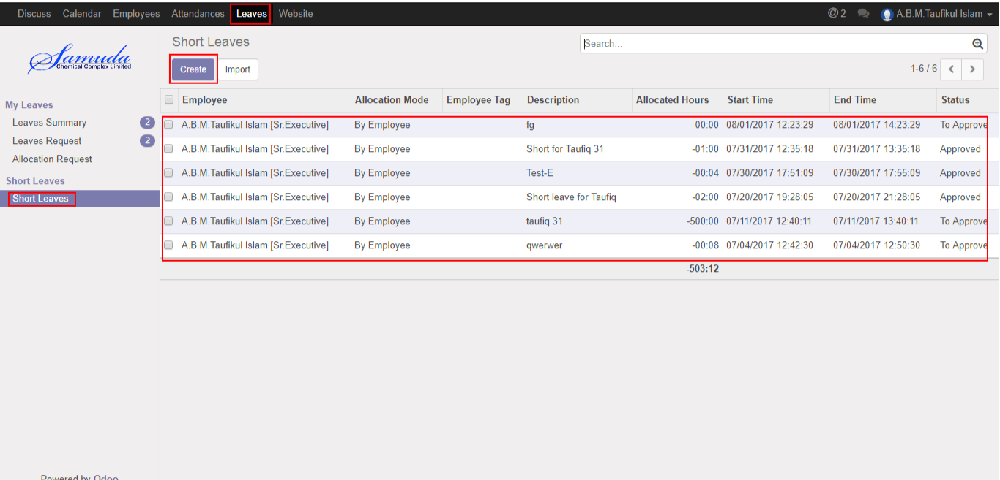 Discuss Calendar Employees Attendances Leaves Website @ 2 A.B.M.Taufikul Islam
Samuda
Chemical Complex Limited
My Leaves
Leaves Summary 2
Leaves Request 2
Allocation Request
Short Leaves
Short Leaves
Powered by Odoo
Short Leaves
Search...
Create Import
1-6 / 6
Employee Allocation Mode Employee Tag Description Allocated Hours Start Time End Time Status
A.B.M.Taufikul Islam [Sr.Executive] By Employee fg 00:00 08/01/2017 12:23:29 08/01/2017 14:23:29 To Approve
A.B.M.Taufikul Islam [Sr.Executive] By Employee Short for Taufiq 31 -01:00 07/31/2017 12:35:18 07/31/2017 13:35:18 Approved
A.B.M.Taufikul Islam [Sr.Executive] By Employee Test-E -00:04 07/30/2017 17:51:09 07/30/2017 17:55:09 Approved
A.B.M.Taufikul Islam [Sr.Executive] By Employee Short leave for Taufiq -02:00 07/20/2017 19:28:05 07/20/2017 21:28:05 Approved
A.B.M.Taufikul Islam [Sr.Executive] By Employee taufiq 31 -500:00 07/11/2017 12:40:11 07/11/2017 13:40:11 To Approve
A.B.M.Taufikul Islam [Sr.Executive] By Employee qwerwer -00:08 07/04/2017 12:42:30 07/04/2017 12:50:30 To Approve
-503:12